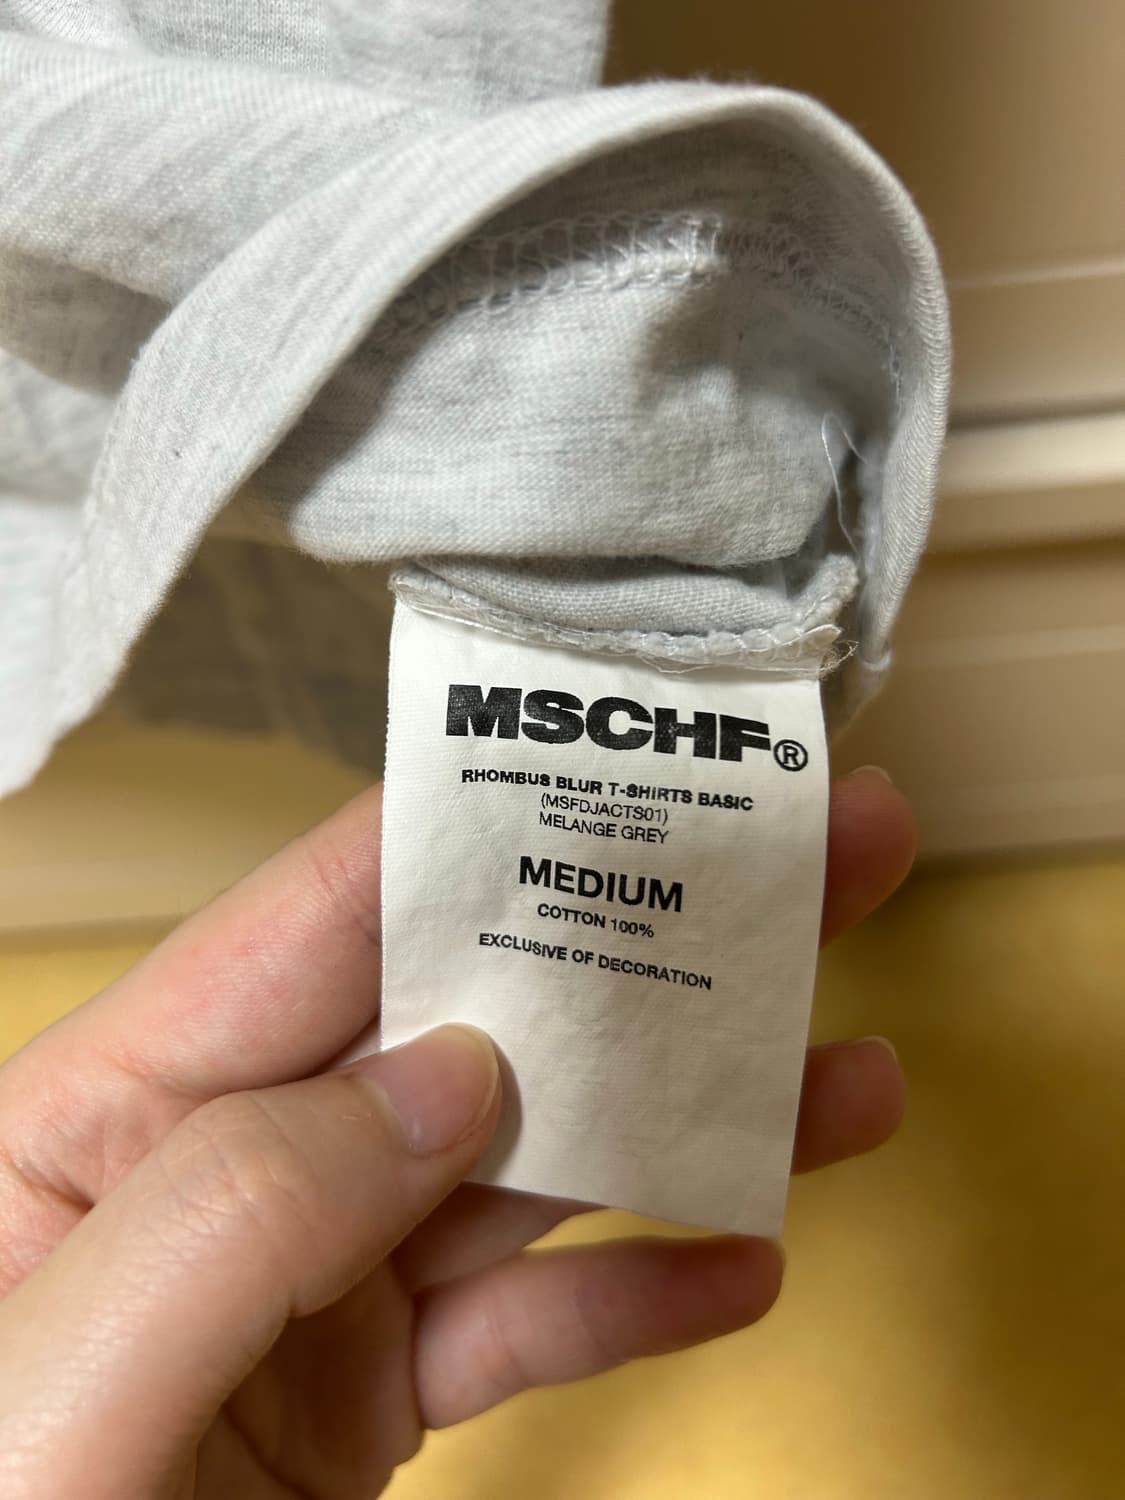 MSCHF®
RHOMBUS BLUR T-SHIRTS BASIC
(MSFDJACTS01)
MELANGE GREY
MEDIUM
COTTON 100%
EXCLUSIVE OF DECORATION